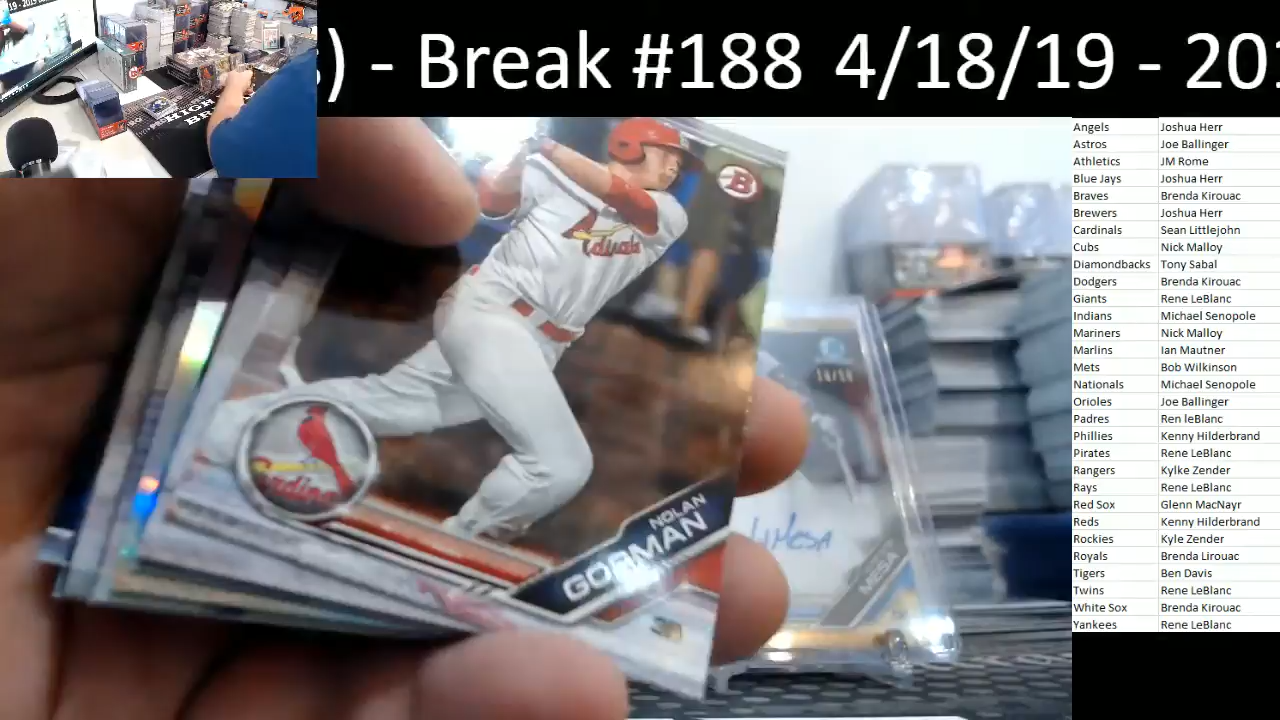 ) - Break #188 4/18/19 - 201
Angels Joshua Herr
Astros Joe Ballinger
Athletics JM Rome
Blue Jays Joshua Herr
Braves Brenda Kirouac
Brewers Joshua Herr
Cardinals Sean Littlejohn
Cubs Nick Malloy
Diamondbacks Tony Sabal
Dodgers Brenda Kirouac
Giants Rene LeBlanc
Indians Michael Senopole
Mariners Nick Malloy
Marlins Ian Mautner
Mets Bob Wilkinson
Nationals Michael Senopole
Orioles Joe Ballinger
Padres Ren leBlanc
Phillies Kenny Hilderbrand
Pirates Rene LeBlanc
Rangers Kylke Zender
Rays Rene LeBlanc
Red Sox Glenn MacNayr
Reds Kenny Hilderbrand
Rockies Kyle Zender
Royals Brenda Lirouac
Tigers Ben Davis
Twins Rene LeBlanc
White Sox Brenda Kirouac
Yankees Rene LeBlanc
B
Cardinals
Cardinals
NOLAN
GORMAN
MESA